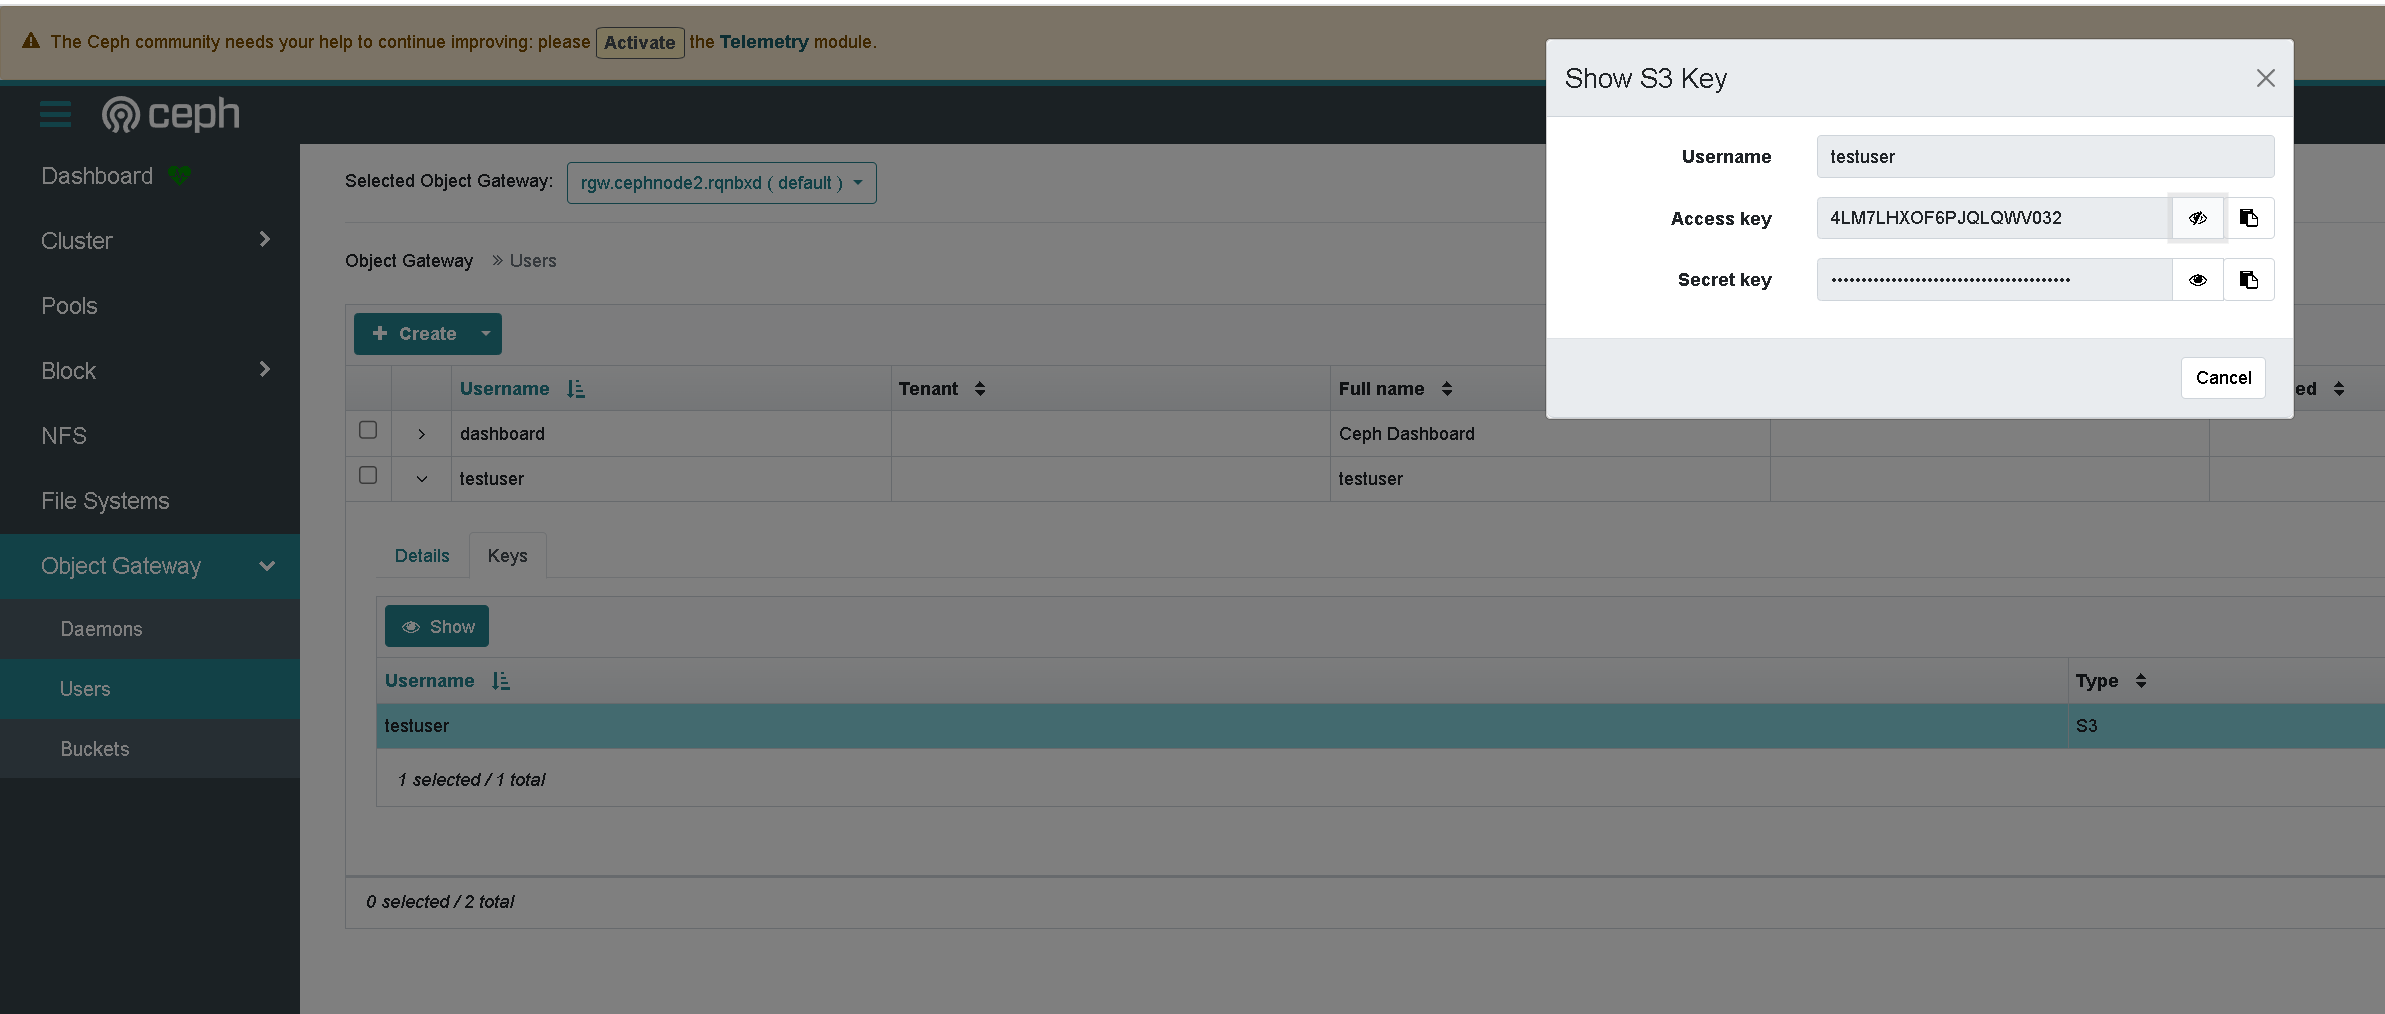 The Ceph community needs your help to continue improving: please Activate the Telemetry module.
ceph
Dashboard
Cluster
Pools
Block
NFS
File Systems
Object Gateway
Daemons
Users
Buckets
Selected Object Gateway: rgw.cephnode2.rqnbxd ( default )
Object Gateway » Users
Create
Username Tenant Full name ed
dashboard Ceph Dashboard
testuser testuser
Details Keys
Show
Username Type
testuser S3
1 selected / 1 total
0 selected / 2 total
Show S3 Key
Username testuser
Access key 4LM7LHXOF6PJQLQWV032
Secret key ••••••••••••••••••••••••••••••••••••••••
Cancel